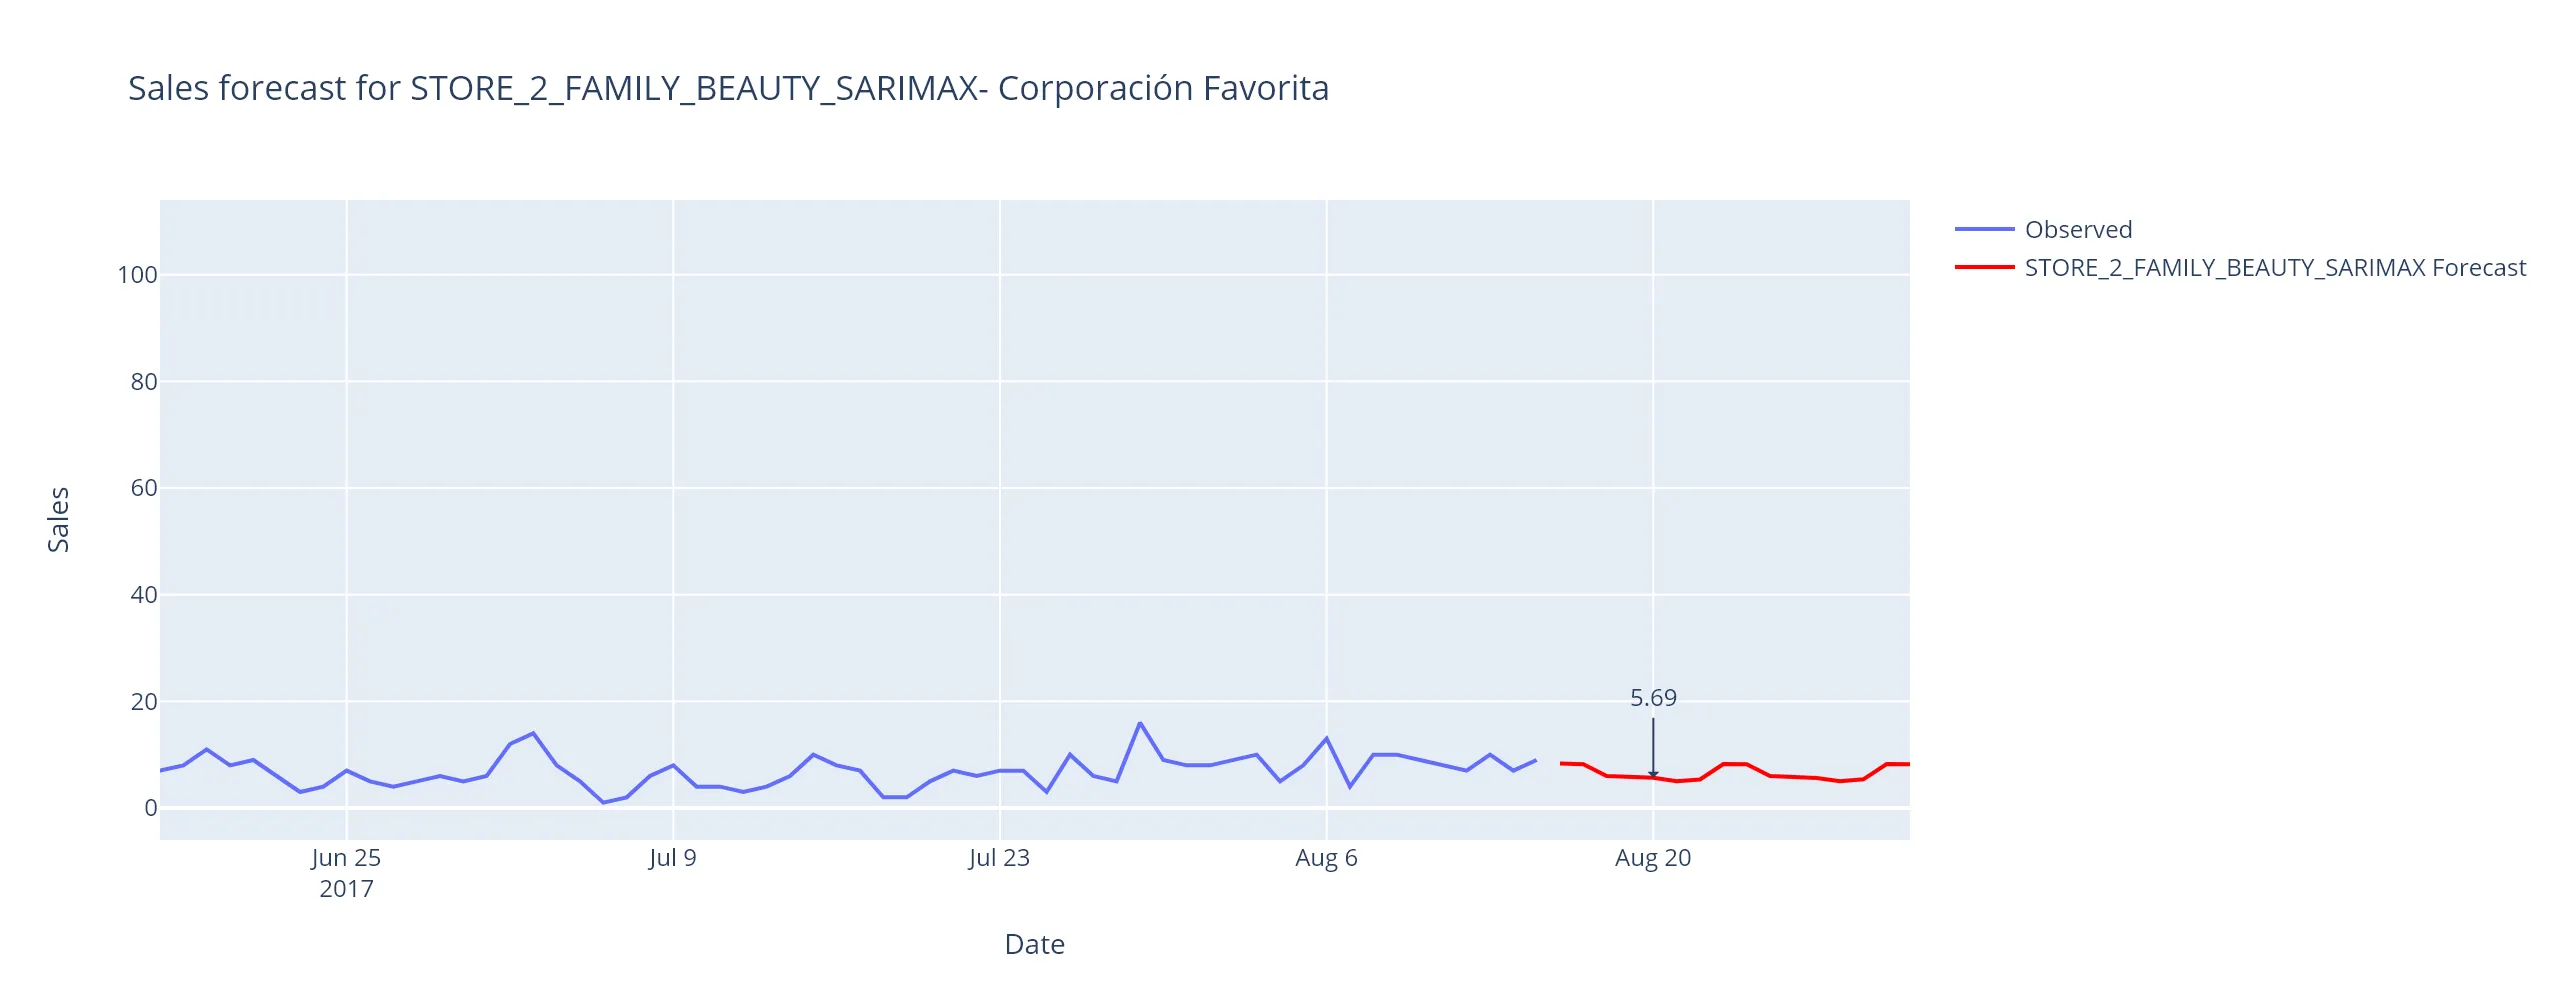 Sales forecast for STORE_2_FAMILY_BEAUTY_SARIMAX- Corporación Favorita
Observed
STORE_2_FAMILY_BEAUTY_SARIMAX Forecast
100
80
60
40
20
0
Sales
5.69
Jun 25
2017
Jul 9
Jul 23
Aug 6
Aug 20
Date